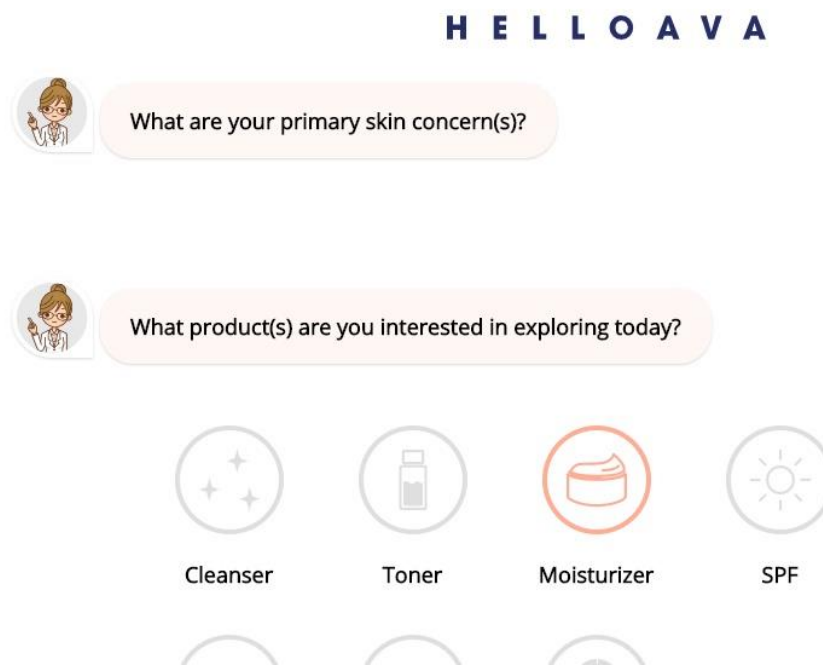 HELLOAVA
What are your primary skin concern(s)?
What product(s) are you interested in exploring today?
Cleanser Toner Moisturizer SPF